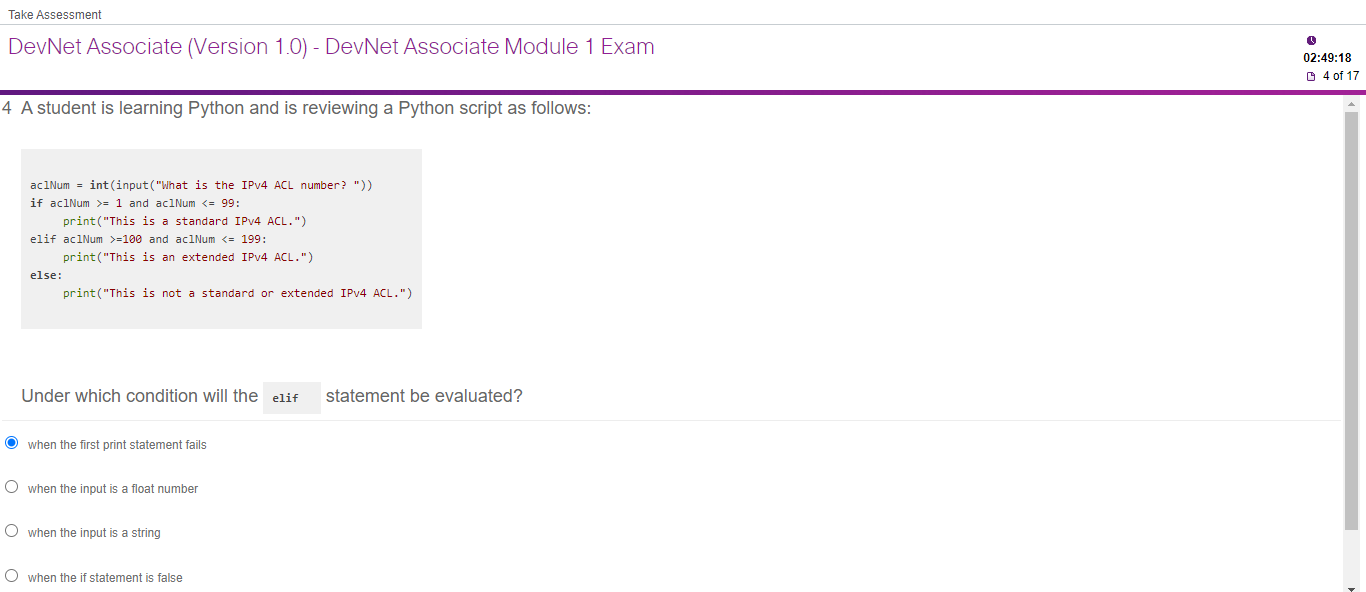 Take Assessment
DevNet Associate (Version 1.0) - DevNet Associate Module 1 Exam
02:49:18
4 of 17
4 A student is learning Python and is reviewing a Python script as follows:
aclNum = int(input("What is the IPv4 ACL number? "))
if aclNum >= 1 and aclNum <= 99:
print("This is a standard IPv4 ACL.")
elif aclNum >=100 and aclNum <= 199:
print("This is an extended IPv4 ACL.")
else:
print("This is not a standard or extended IPv4 ACL.")
Under which condition will the elif statement be evaluated?
when the first print statement fails
when the input is a float number
when the input is a string
when the if statement is false